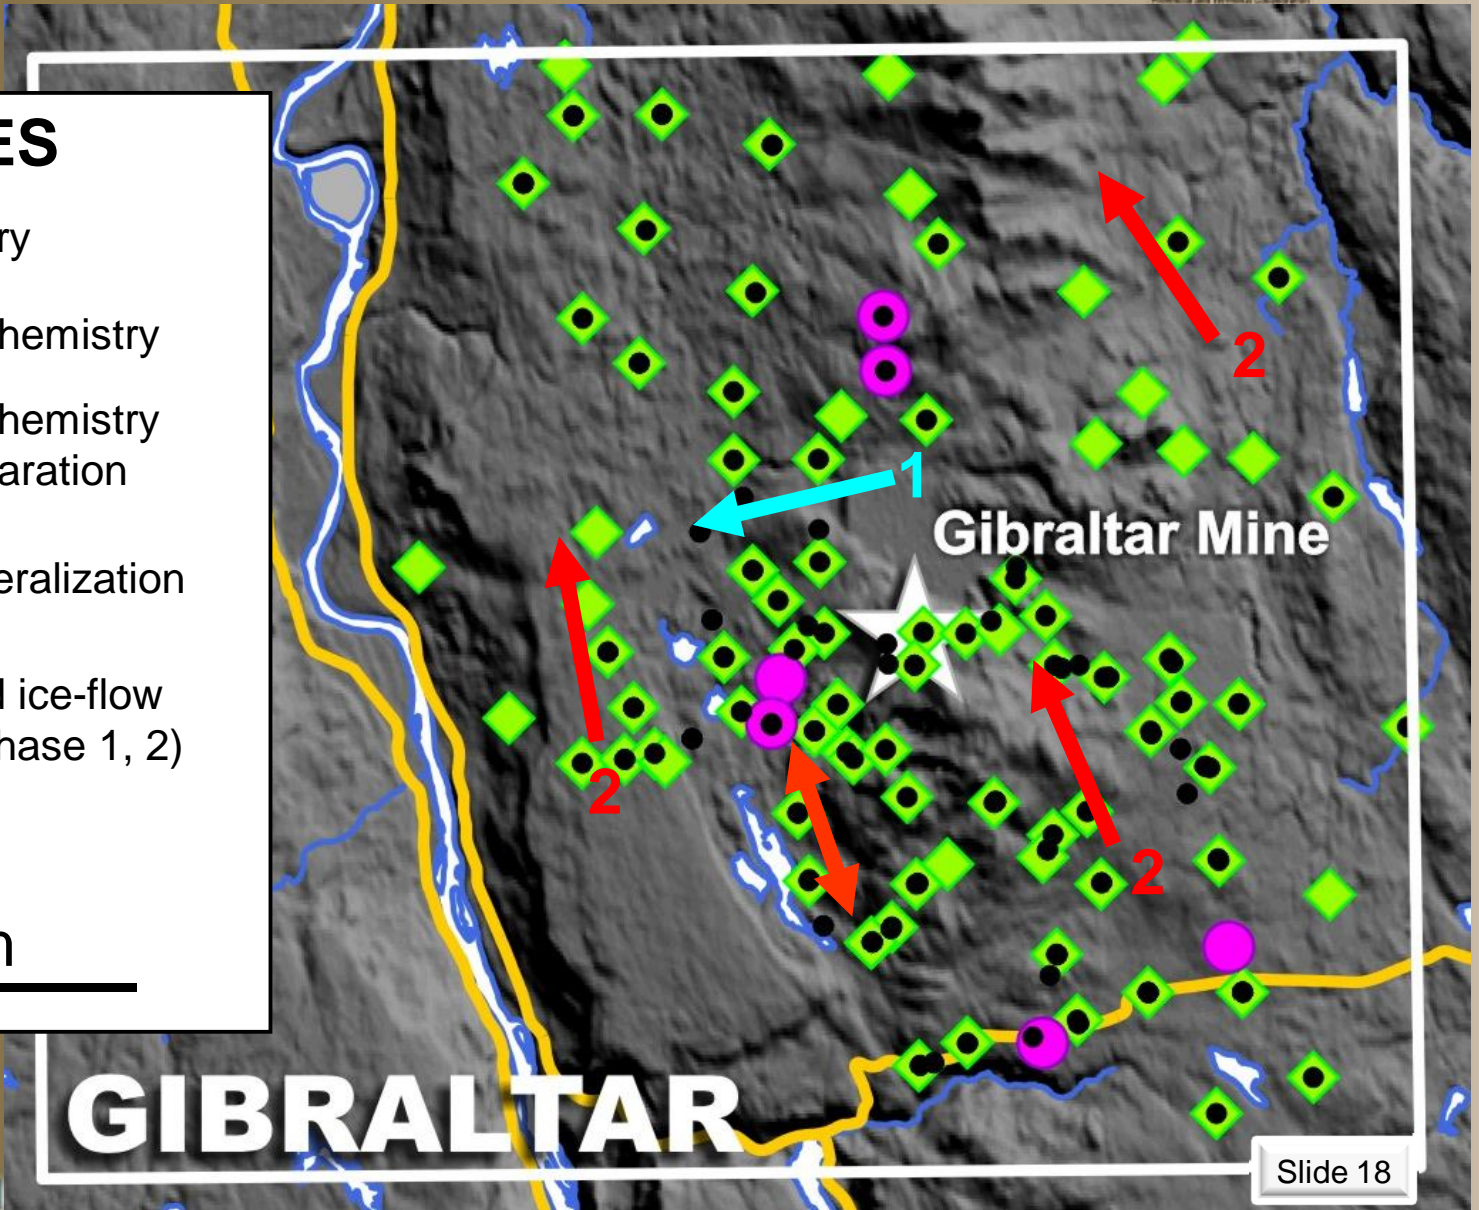 ES
ry
hemistry
hemistry
aration
eralization
l ice-flow
hase 1, 2)
n
2
1
Gibraltar Mine
2
2
GIBRALTAR
Slide 18